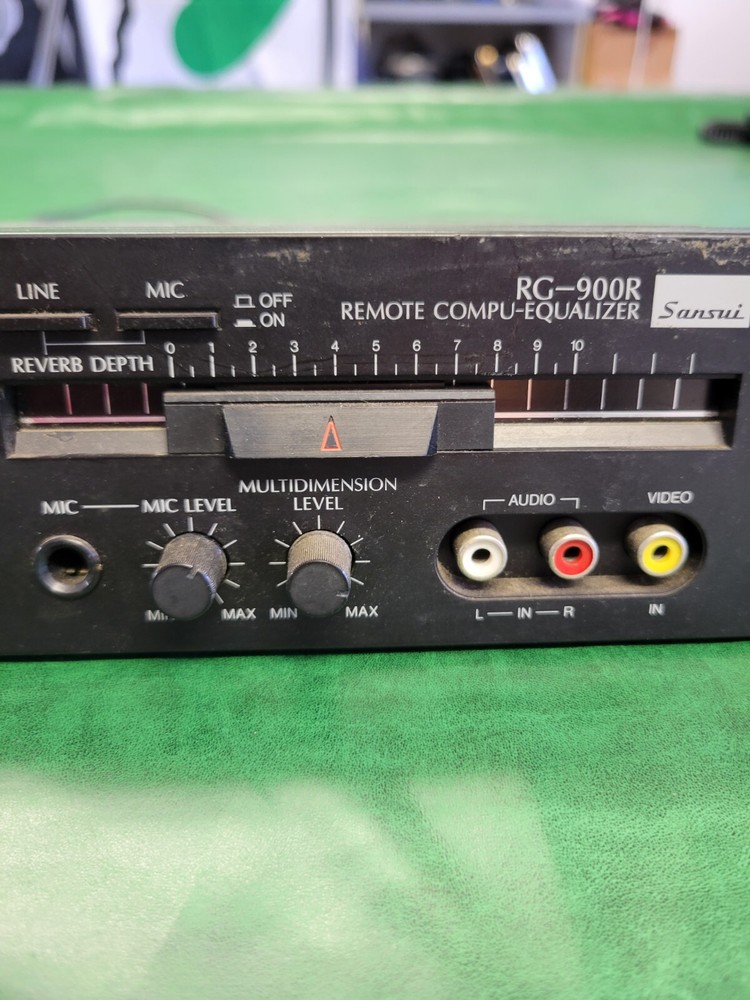 LINE MIC OFF
ON
RG-900R
REMOTE COMPU-EQUALIZER
Sansui
REVERB DEPTH 0 1 2 3 4 5 6 7 8 9 10
MIC MIC LEVEL
MULTIDIMENSION
LEVEL
AUDIO VIDEO
MIN MAX MIN MAX
L IN R IN